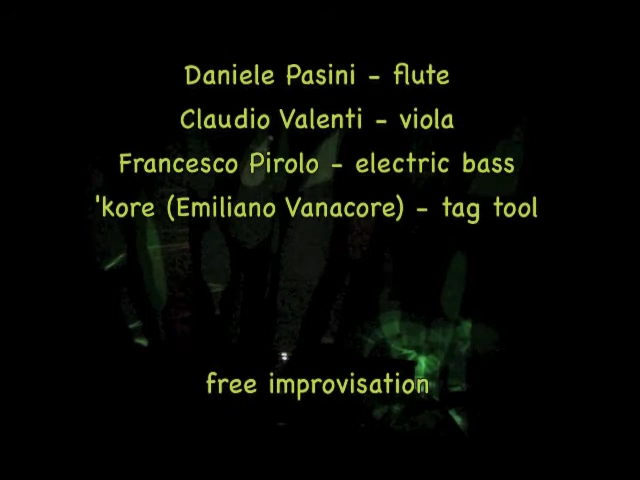 Daniele Pasini - flute
Claudio Valenti - viola
Francesco Pirolo - electric bass
'kore (Emiliano Vanacore) - tag tool
free improvisation